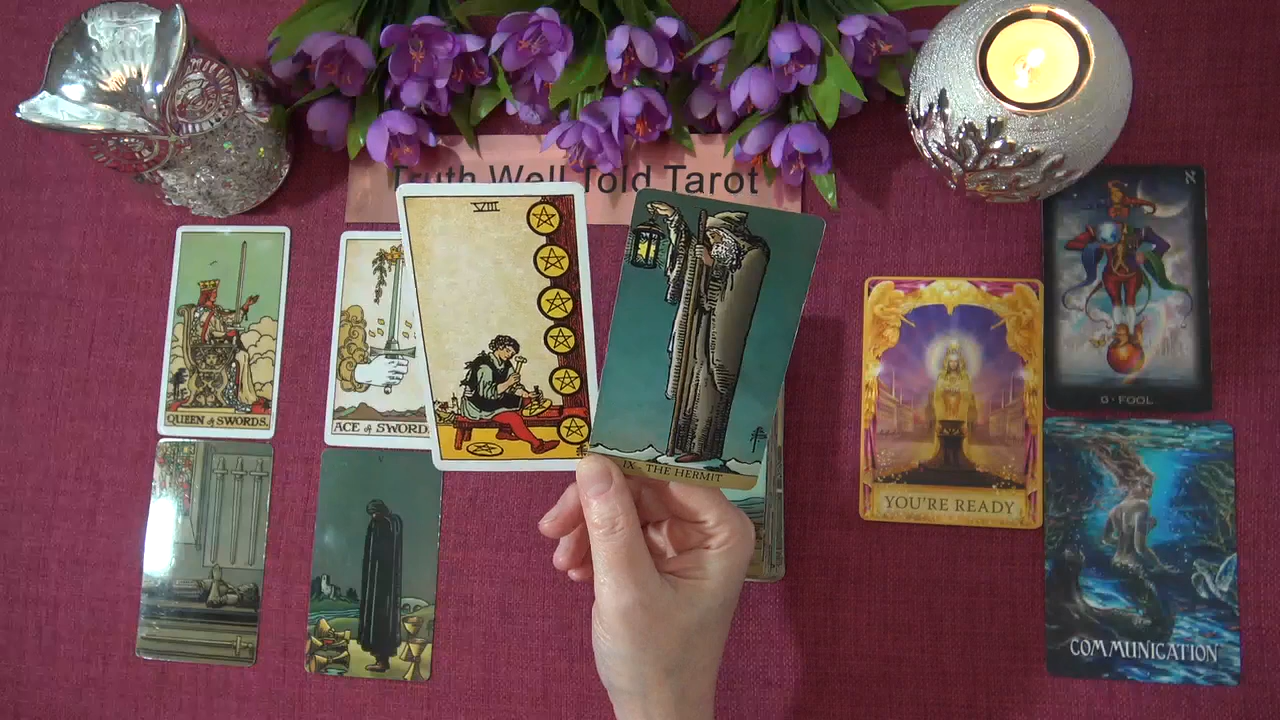 Truth Well Told Tarot
VIII
QUEEN of SWORDS.
ACE of SWORD
IX - THE HERMIT
YOU'RE READY
0 · FOOL
COMMUNICATION